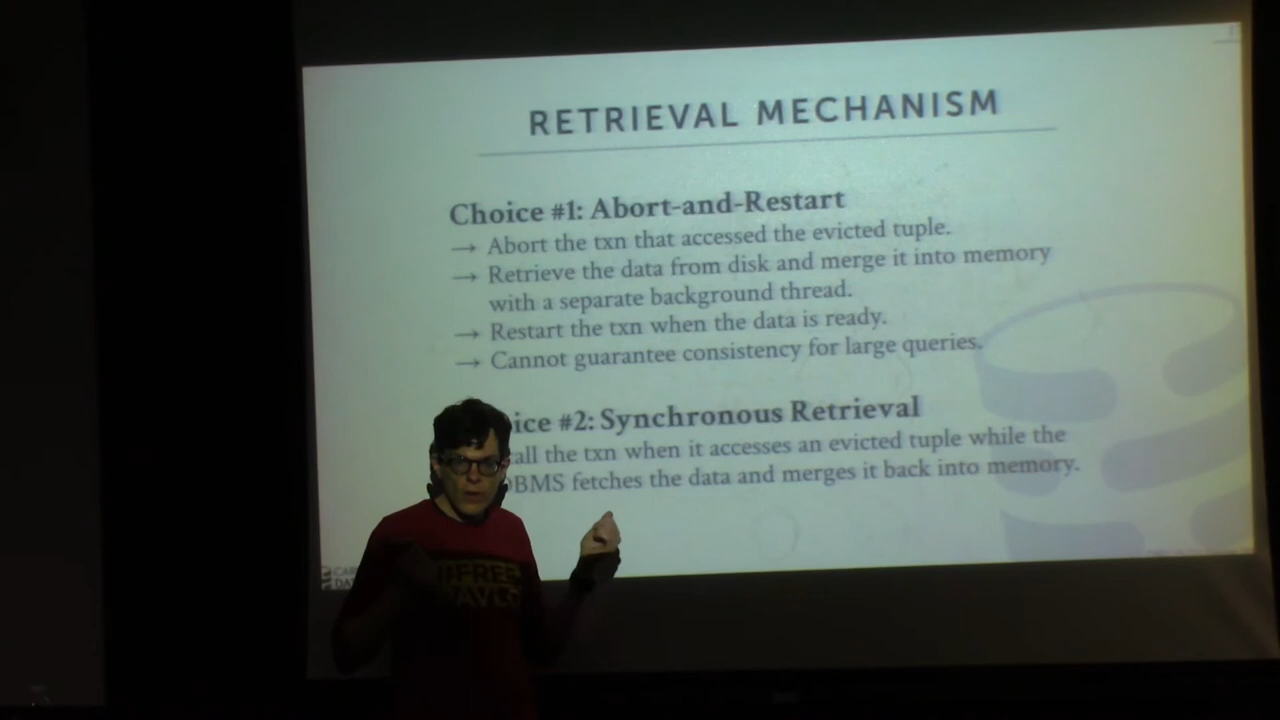 RETRIEVAL MECHANISM
Choice #1: Abort-and-Restart
→ Abort the txn that accessed the evicted tuple.
→ Retrieve the data from disk and merge it into memory
with a separate background thread.
→ Restart the txn when the data is ready.
→ Cannot guarantee consistency for large queries.
ice #2: Synchronous Retrieval
all the txn when it accesses an evicted tuple while the
DBMS fetches the data and merges it back into memory.
#FREE
PAVLO